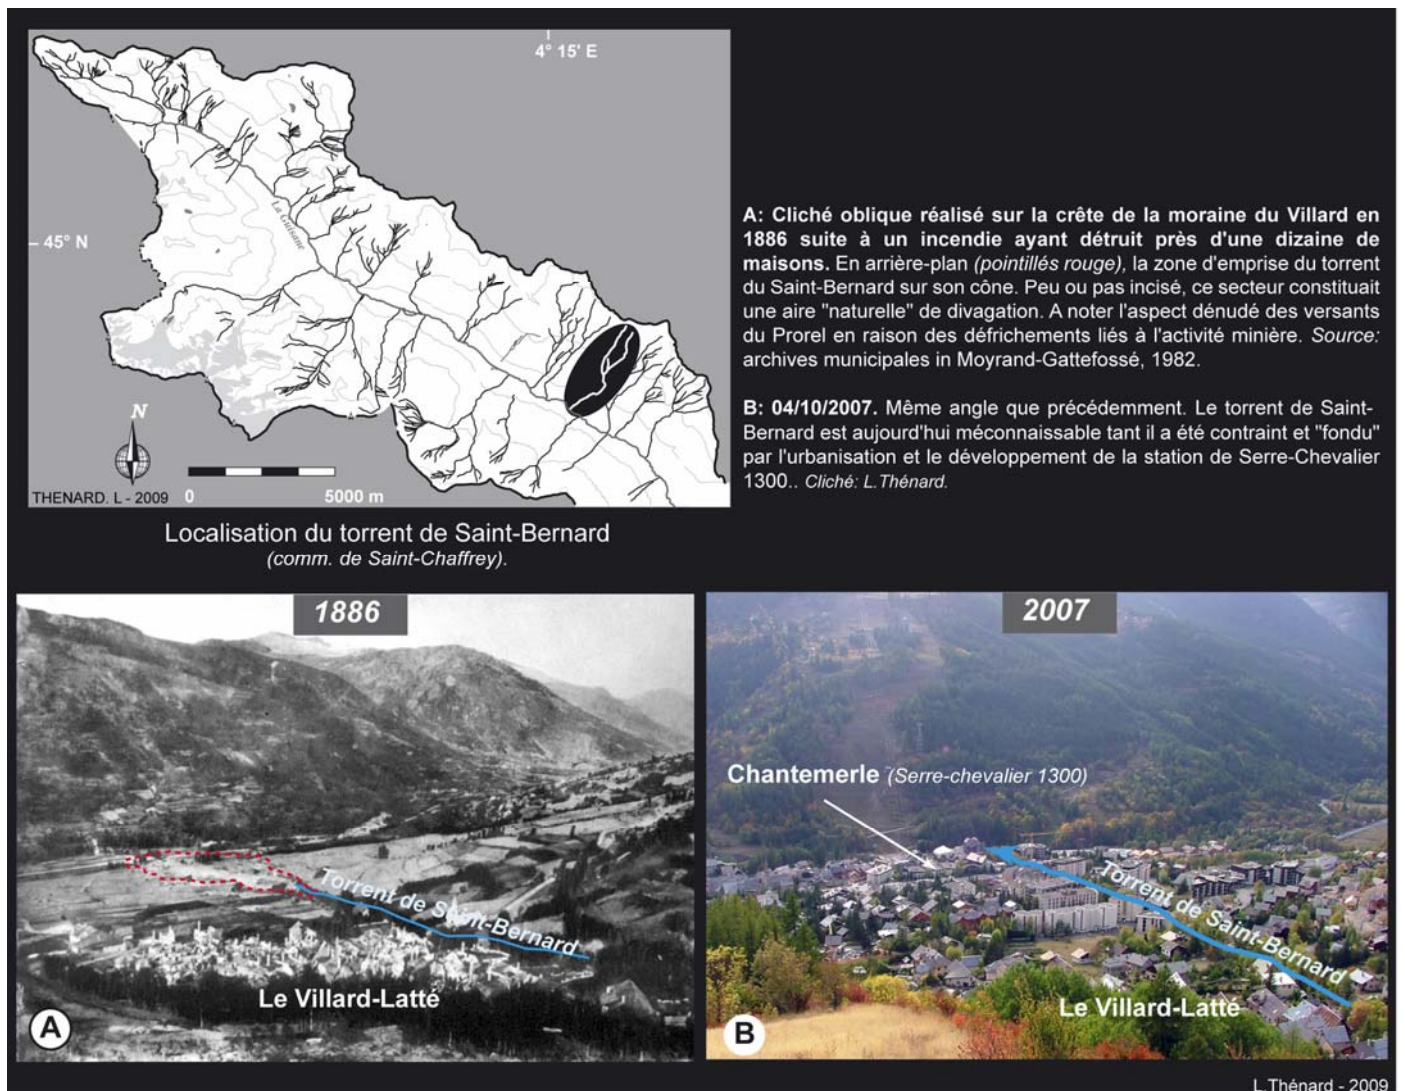 4° 15' E
45° N
La Guisane
N
THENARD. L - 2009
0 5000 m
Localisation du torrent de Saint-Bernard
(comm. de Saint-Chaffrey).
A: Cliché oblique réalisé sur la crête de la moraine du Villard en
1886 suite à un incendie ayant détruit près d'une dizaine de
maisons. En arrière-plan (pointillés rouge), la zone d'emprise du torrent
du Saint-Bernard sur son cône. Peu ou pas incisé, ce secteur constituait
une aire "naturelle" de divagation. A noter l'aspect dénudé des versants
du Prorel en raison des défrichements liés à l'activité minière. Source:
archives municipales in Moyrand-Gattefossé, 1982.
B: 04/10/2007. Même angle que précédemment. Le torrent de Saint-
Bernard est aujourd'hui méconnaissable tant il a été contraint et "fondu"
par l'urbanisation et le développement de la station de Serre-Chevalier
1300.. Cliché: L.Thénard.
1886
Torrent de Saint-Bernard
Le Villard-Latté
A
2007
Chantemerle (Serre-chevalier 1300)
Torrent de Saint-Bernard
Le Villard-Latté
B
L.Thénard - 2009